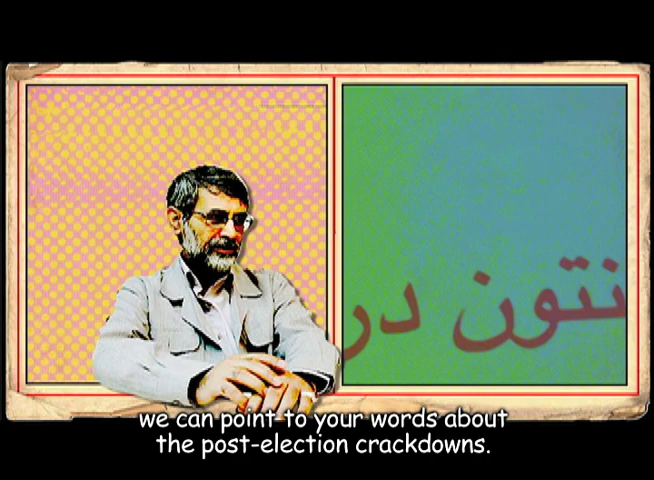 نتون در
we can point to your words about
the post-election crackdowns.